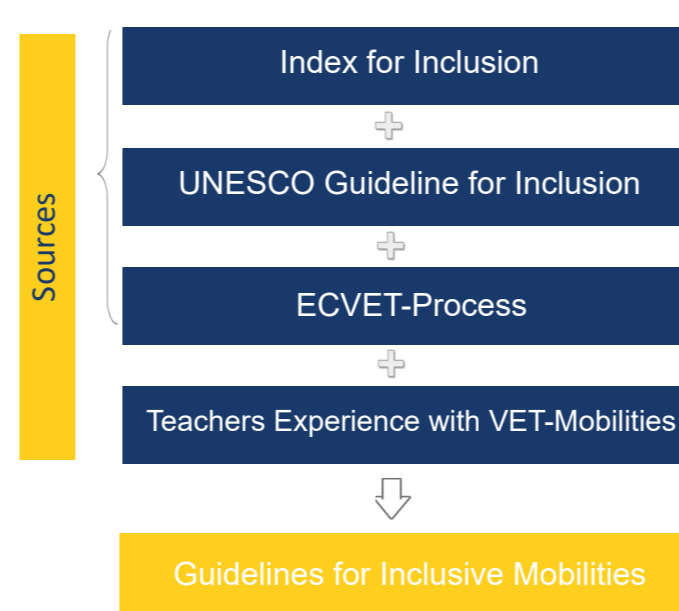 Sources
Index for Inclusion
UNESCO Guideline for Inclusion
ECVET-Process
Teachers Experience with VET-Mobilities
Guidelines for Inclusive Mobilities